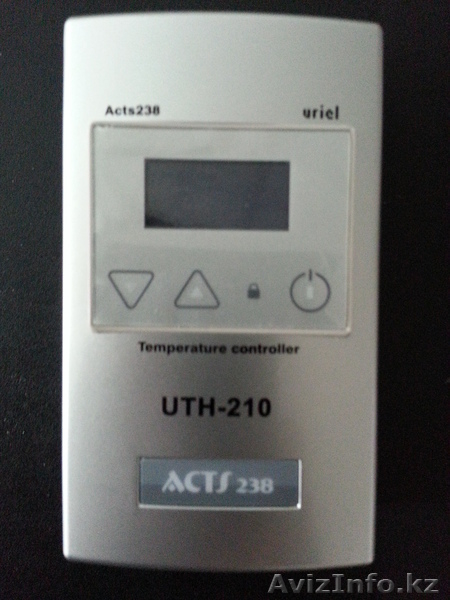 Acts238 uriel
Temperature controller
UTH-210
ACTS 238
AvizInfo.kz